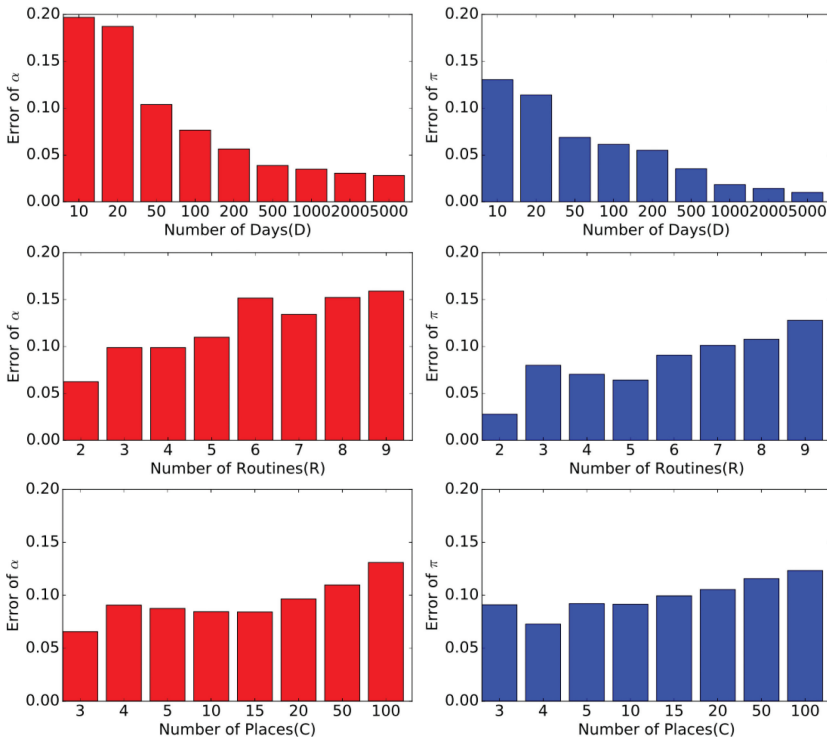 0.20
0.15
0.10
0.05
0.00
Error of α
10 20 50 100 200 500 1000 2000 5000
Number of Days(D)
0.20
0.15
0.10
0.05
0.00
Error of π
10 20 50 100 200 500 1000 2000 5000
Number of Days(D)
0.20
0.15
0.10
0.05
0.00
Error of α
2 3 4 5 6 7 8 9
Number of Routines(R)
0.20
0.15
0.10
0.05
0.00
Error of π
2 3 4 5 6 7 8 9
Number of Routines(R)
0.20
0.15
0.10
0.05
0.00
Error of α
3 4 5 10 15 20 50 100
Number of Places(C)
0.20
0.15
0.10
0.05
0.00
Error of π
3 4 5 10 15 20 50 100
Number of Places(C)